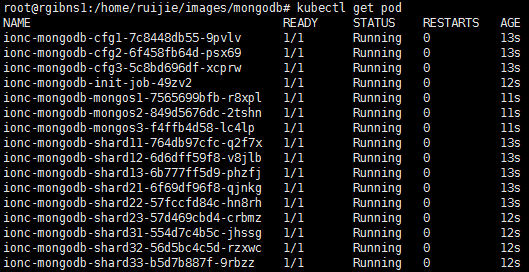 root@rgibns1:/home/ruijie/images/mongodb# kubectl get pod
NAME READY STATUS RESTARTS AGE
ionc-mongodb-cfg1-7c8448db55-9pvlv 1/1 Running 0 13s
ionc-mongodb-cfg2-6f458fb64d-psx69 1/1 Running 0 13s
ionc-mongodb-cfg3-5c8bd696df-xcprw 1/1 Running 0 13s
ionc-mongodb-init-job-49zv2 1/1 Running 0 12s
ionc-mongodb-mongos1-7565699bfb-r8xpl 1/1 Running 0 11s
ionc-mongodb-mongos2-849d5676dc-2tshn 1/1 Running 0 11s
ionc-mongodb-mongos3-f4ffb4d58-lc4lp 1/1 Running 0 11s
ionc-mongodb-shard11-764db97cfc-q2f7x 1/1 Running 0 13s
ionc-mongodb-shard12-6d6dff59f8-v8jlb 1/1 Running 0 13s
ionc-mongodb-shard13-6b777ff5d9-phzfj 1/1 Running 0 13s
ionc-mongodb-shard21-6f69df96f8-qjnkg 1/1 Running 0 13s
ionc-mongodb-shard22-57fccfd84c-hn8rh 1/1 Running 0 13s
ionc-mongodb-shard23-57d469cbd4-crbmz 1/1 Running 0 12s
ionc-mongodb-shard31-554d7c4b5c-jhssg 1/1 Running 0 12s
ionc-mongodb-shard32-56d5bc4c5d-rzxwc 1/1 Running 0 12s
ionc-mongodb-shard33-b5d7b887f-9rbzz 1/1 Running 0 12s